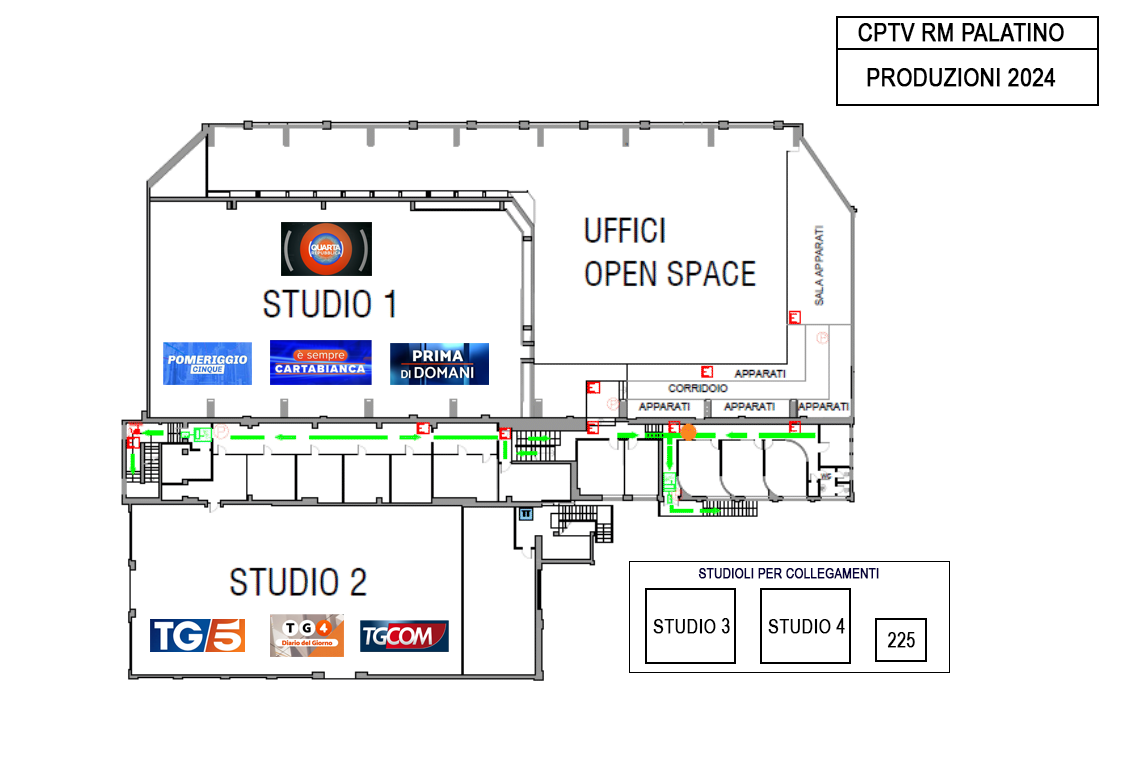 CPTV RM PALATINO
PRODUZIONI 2024
QUARTA
REPUBBLICA
UFFICI
OPEN SPACE
SALA APPARATI
STUDIO 1
POMERIGGIO
CINQUE
è sempre
CARTABIANCA
PRIMA
DI DOMANI
APPARATI
CORRIDOIO
APPARATI
APPARATI
APPARATI
STUDIO 2
TG5
TG4
Diario del Giorno
TGCOM
STUDIOLI PER COLLEGAMENTI
STUDIO 3
STUDIO 4
225